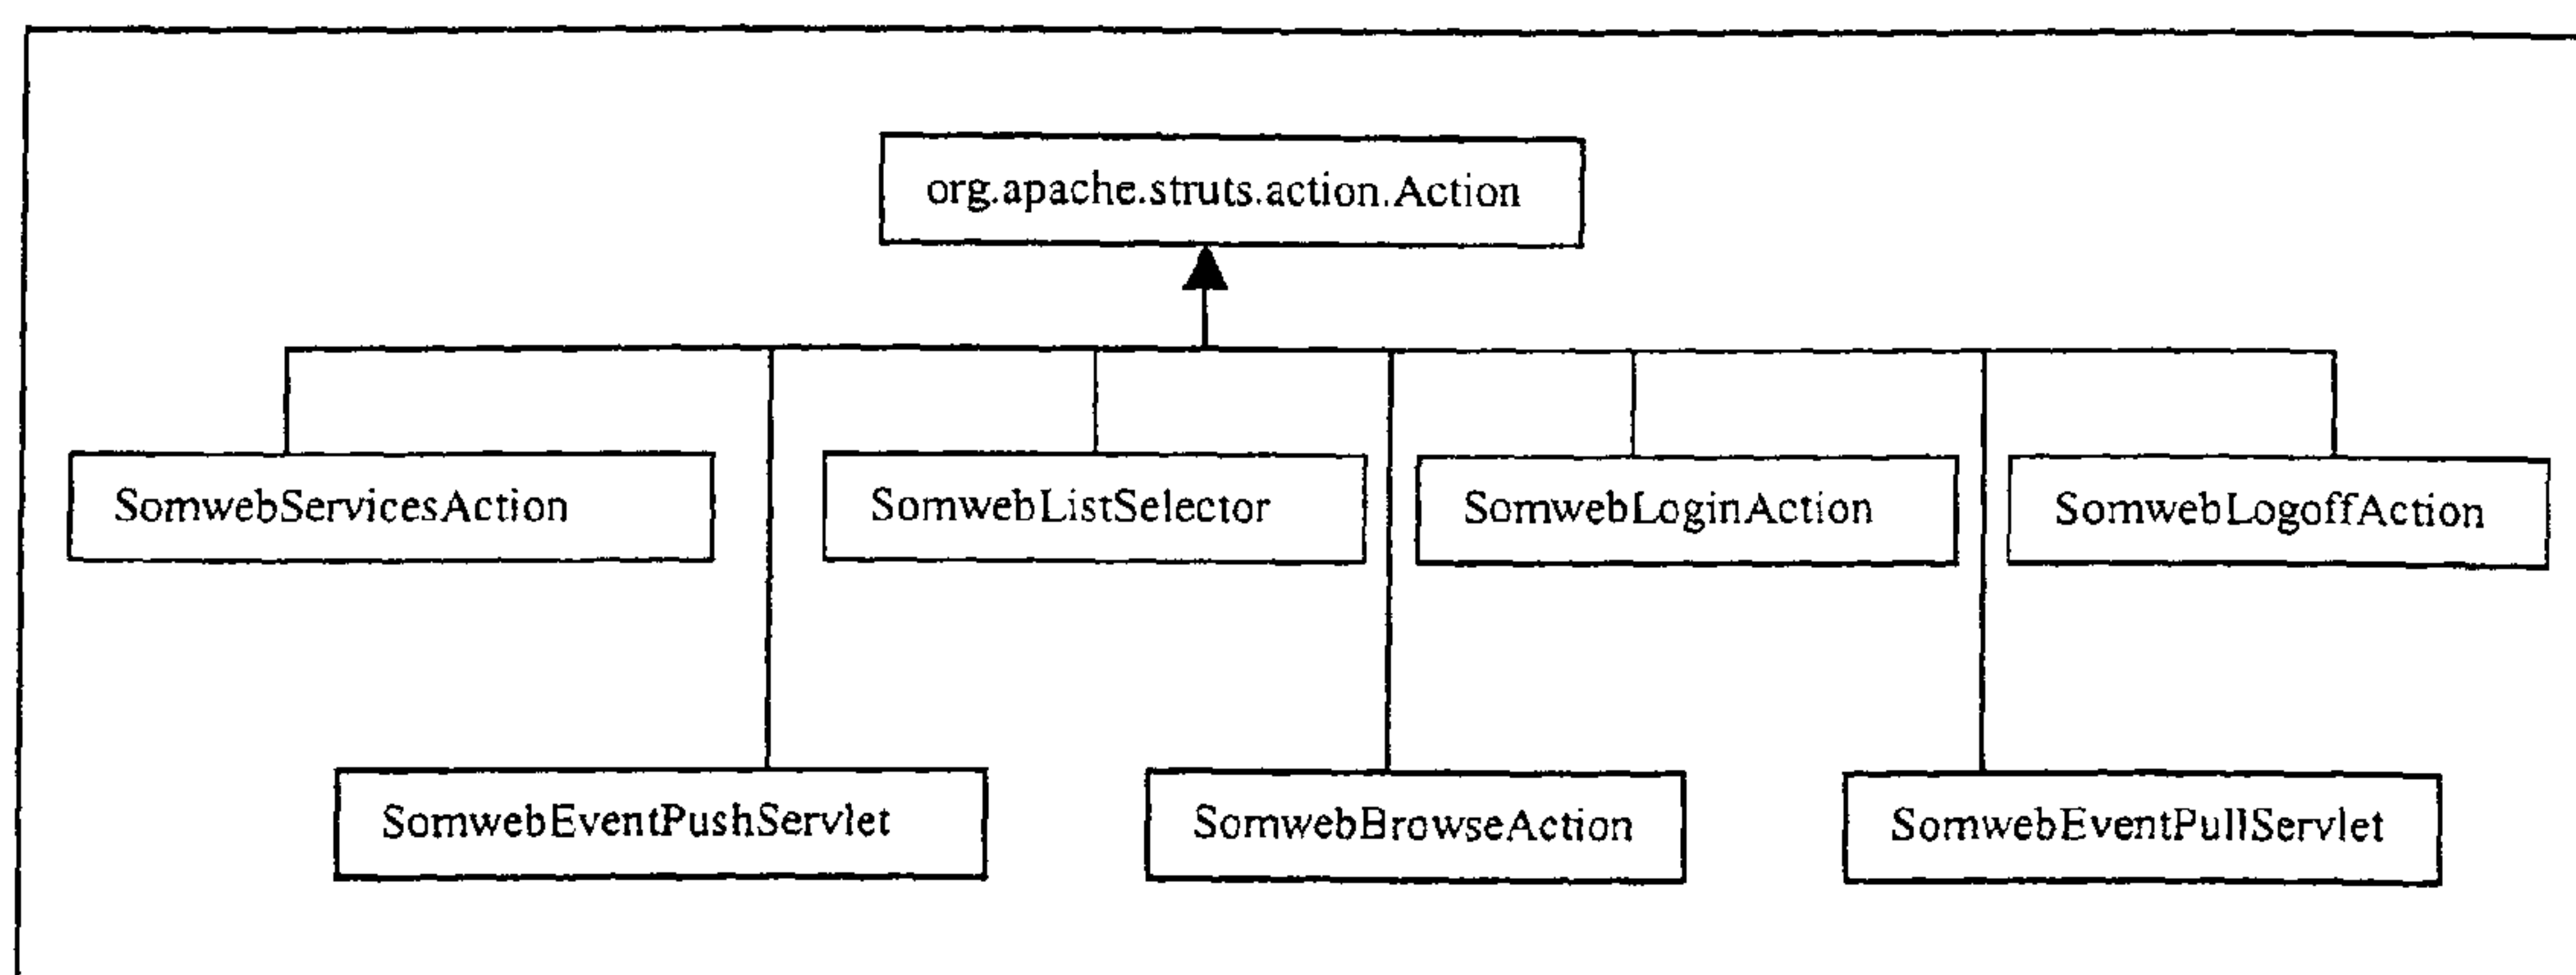 org.apache.struts.action.Action
SomwebServicesAction
SomwebListSelector
SomwebLoginAction
SomwebLogoffAction
SomwebEventPushServlet
SomwebBrowseAction
SomwebEventPullServlet